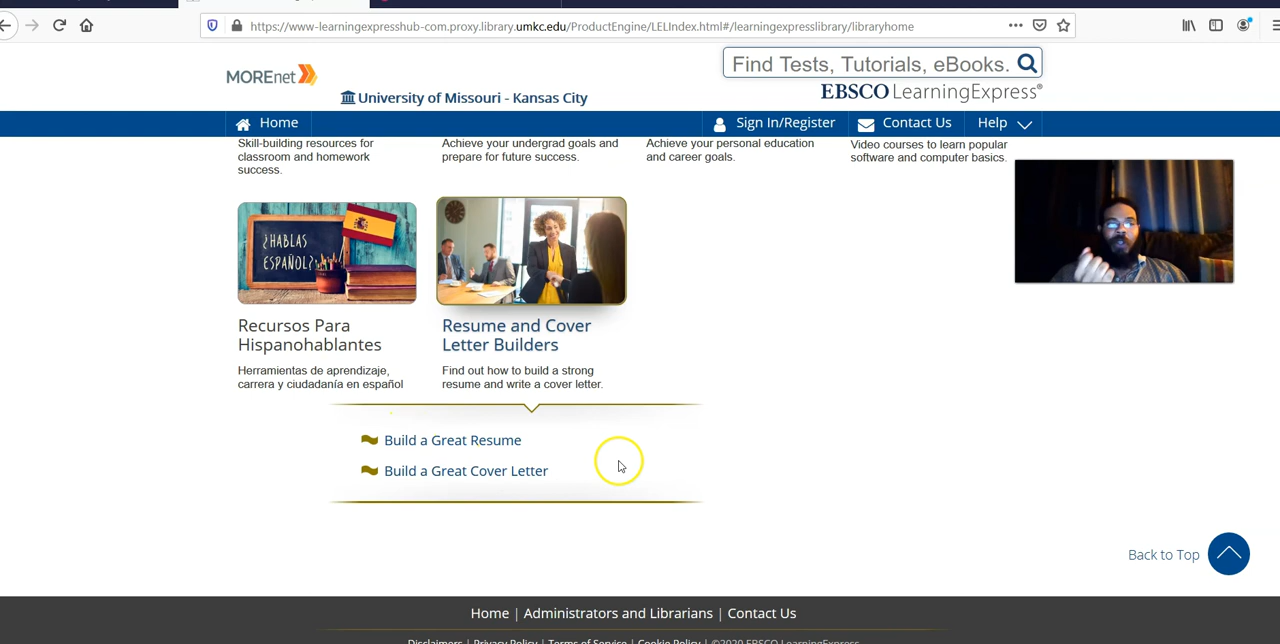 https://www-learningexpresshub-com.proxy.library.umkc.edu/ProductEngine/LELIndex.html#/learningexpresslibrary/libraryhome
MOREnet
University of Missouri - Kansas City
Find Tests, Tutorials, eBooks.
EBSCO LearningExpress®
Home
Sign In/Register
Contact Us
Help
Skill-building resources for
classroom and homework
success.
Achieve your undergrad goals and
prepare for future success.
Achieve your personal education
and career goals.
Video courses to learn popular
software and computer basics.
¿HABLAS
ESPAÑOL?
Recursos Para
Hispanohablantes
Herramientas de aprendizaje,
carrera y ciudadanía en español
Resume and Cover
Letter Builders
Find out how to build a strong
resume and write a cover letter.
Build a Great Resume
Build a Great Cover Letter
Back to Top
Home | Administrators and Librarians | Contact Us
Disclaimers | Privacy Policy | Terms of Service | Cookie Policy | ©2020 EBSCO LearningExpress